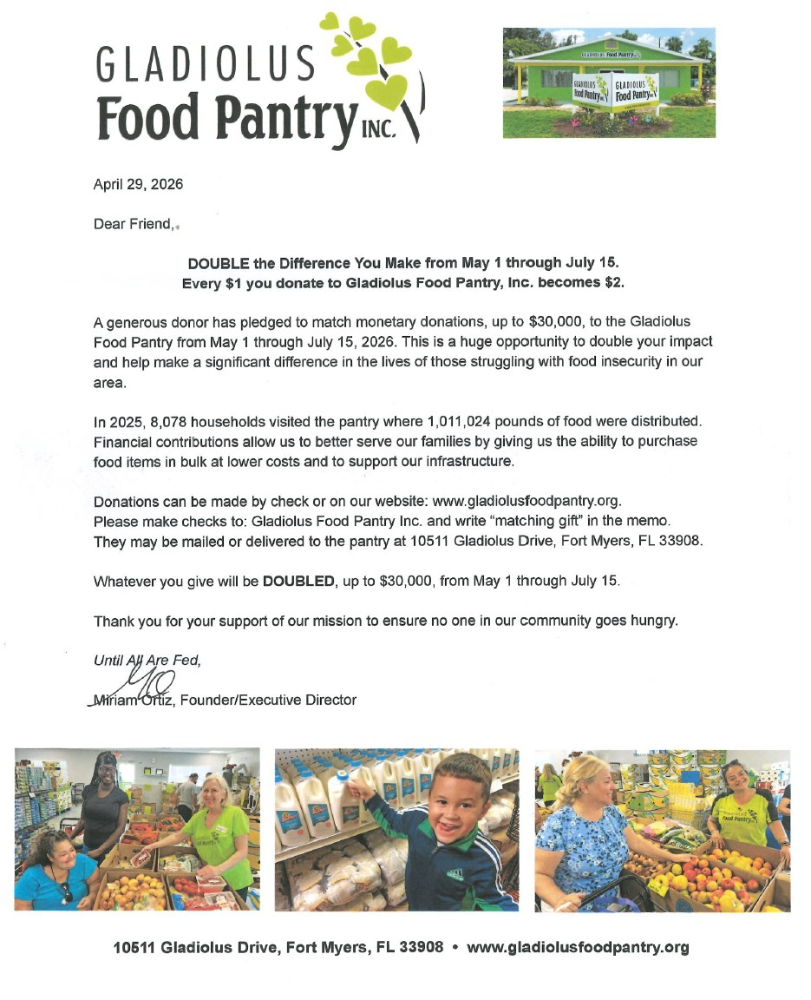 GLADIOLUS
Food Pantry INC.
GLADIOLUS Food Pantry
GLADIOLUS
Food Pantry
GLADIOLUS
Food Pantry
April 29, 2026
Dear Friend,
DOUBLE the Difference You Make from May 1 through July 15.
Every $1 you donate to Gladiolus Food Pantry, Inc. becomes $2.
A generous donor has pledged to match monetary donations, up to $30,000, to the Gladiolus
Food Pantry from May 1 through July 15, 2026. This is a huge opportunity to double your impact
and help make a significant difference in the lives of those struggling with food insecurity in our
area.
In 2025, 8,078 households visited the pantry where 1,011,024 pounds of food were distributed.
Financial contributions allow us to better serve our families by giving us the ability to purchase
food items in bulk at lower costs and to support our infrastructure.
Donations can be made by check or on our website: www.gladiolusfoodpantry.org.
Please make checks to: Gladiolus Food Pantry Inc. and write “matching gift” in the memo.
They may be mailed or delivered to the pantry at 10511 Gladiolus Drive, Fort Myers, FL 33908.
Whatever you give will be DOUBLED, up to $30,000, from May 1 through July 15.
Thank you for your support of our mission to ensure no one in our community goes hungry.
Until All Are Fed,
Miriam Ortiz, Founder/Executive Director
Food Pantry
10511 Gladiolus Drive, Fort Myers, FL 33908 • www.gladiolusfoodpantry.org